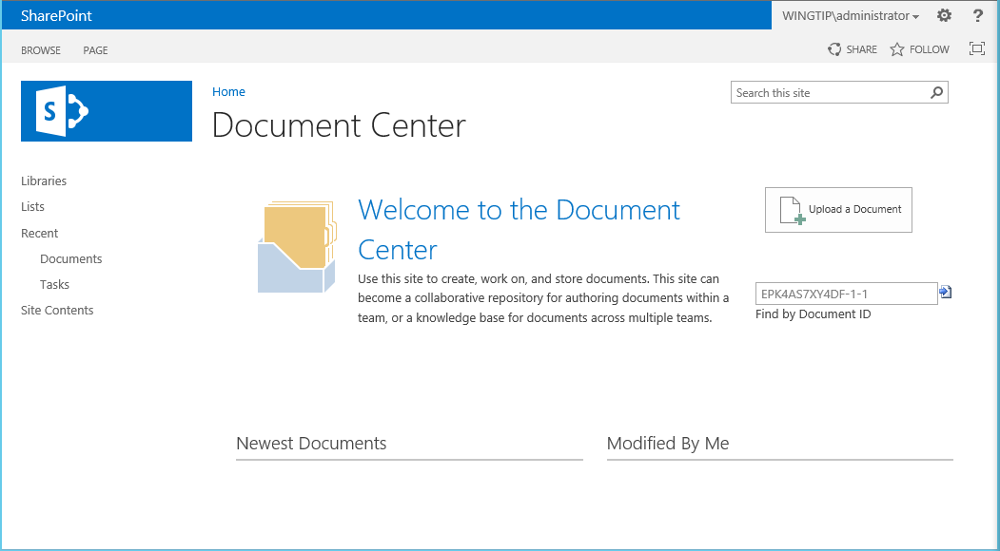 SharePoint
WINGTIP\administrator
?
BROWSE
PAGE
SHARE
FOLLOW
S
Home
Search this site
Document Center
Libraries
Lists
Recent
Documents
Tasks
Site Contents
Welcome to the Document
Center
Use this site to create, work on, and store documents. This site can
become a collaborative repository for authoring documents within a
team, or a knowledge base for documents across multiple teams.
Upload a Document
EPK4AS7XY4DF-1-1
Find by Document ID
Newest Documents
Modified By Me